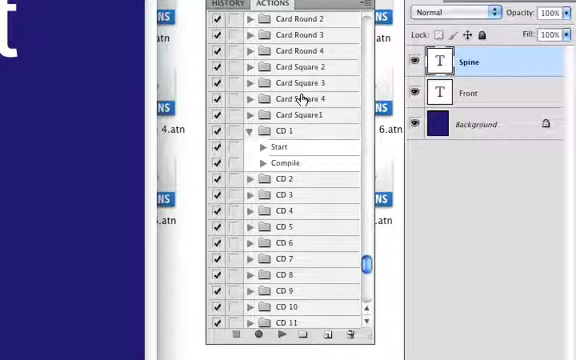 t
HISTORY ACTIONS
Card Round 2
Card Round 3
Card Round 4
Card Square 2
Card Square 3
Card Square 4
Card Square1
CD 1
Start
Compile
CD 2
CD 3
CD 4
CD 5
CD 6
CD 7
CD 8
CD 9
CD 10
CD 11
NS
4.atn
NS
.atn
NS
6.atn
NS
.atn
Normal Opacity: 100%
Lock: Fill: 100%
T Spine
T Front
Background